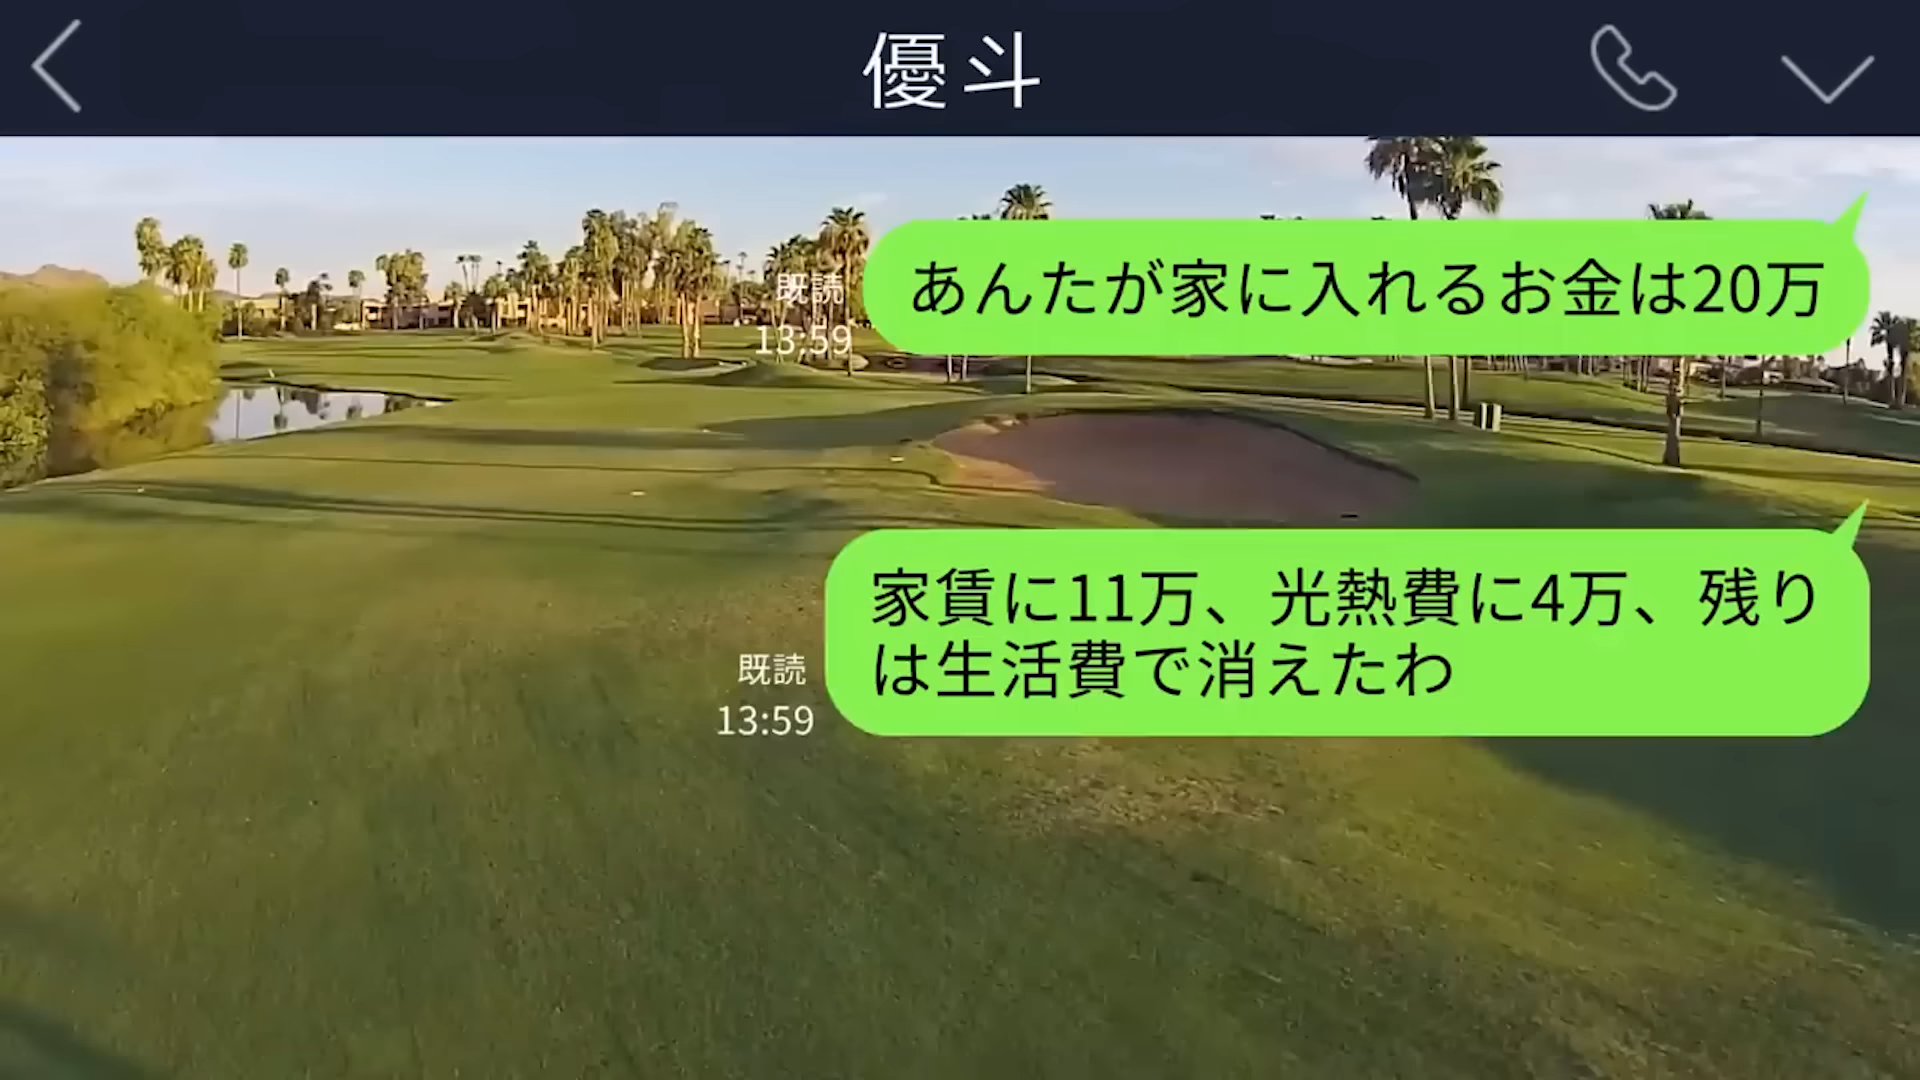 優斗
あんたが家に入れるお金は20万
既読
13:59
家賃に11万、光熱費に4万、残り
は生活費で消えたわ
既読
13:59